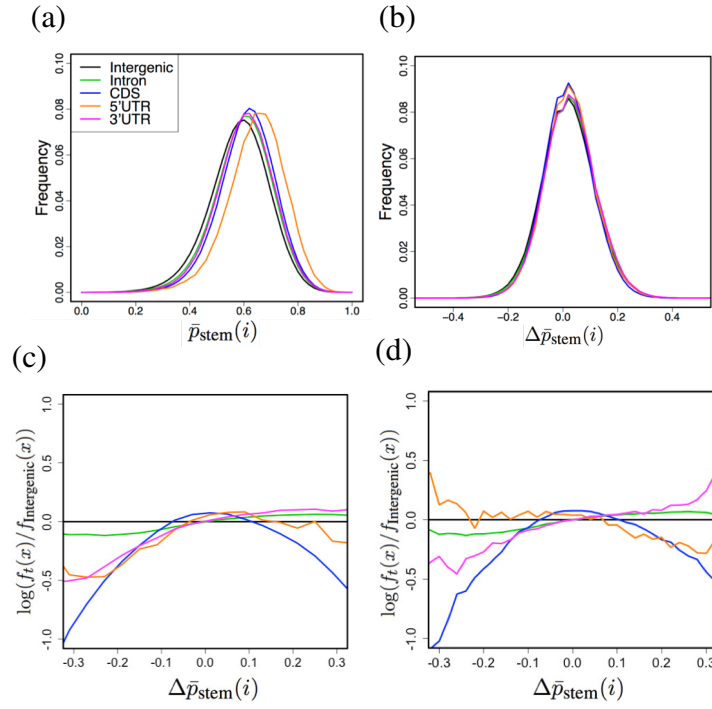 (a)
Frequency
0.00 0.02 0.04 0.06 0.08 0.10
Intergenic
Intron
CDS
5'UTR
3'UTR
0.0 0.2 0.4 0.6 0.8 1.0
p̄stem(i)
(b)
Frequency
0.00 0.02 0.04 0.06 0.08 0.10
−0.4 −0.2 0.0 0.2 0.4
Δp̄stem(i)
(c)
log(ft(x)/fIntergenic(x))
-1.0 -0.5 0.0 0.5 1.0
-0.3 -0.2 -0.1 0.0 0.1 0.2 0.3
Δp̄stem(i)
(d)
log(ft(x)/fIntergenic(x))
-1.0 -0.5 0.0 0.5 1.0
-0.3 -0.2 -0.1 0.0 0.1 0.2 0.3
Δp̄stem(i)